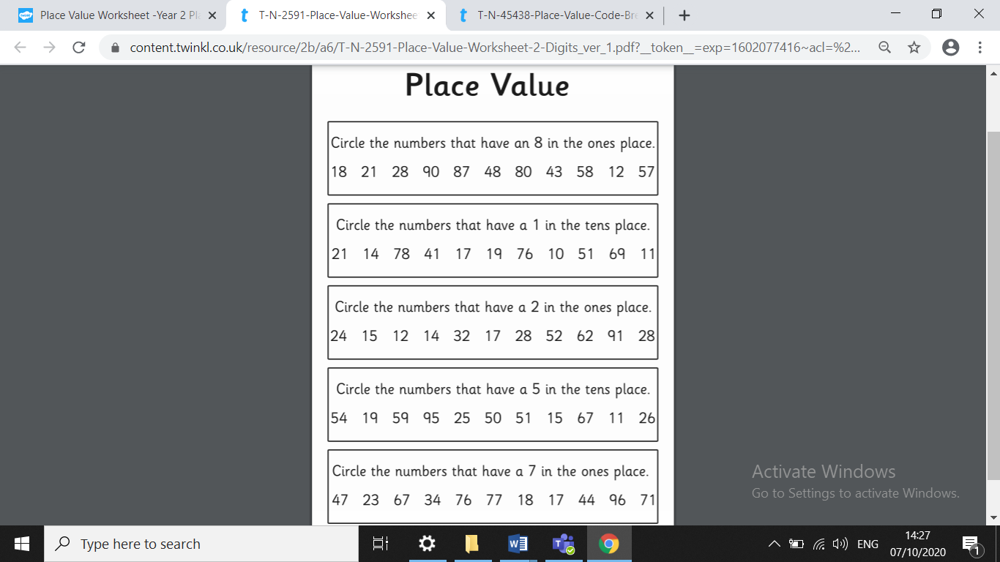 Place Value Worksheet -Year 2 Pl
T-N-2591-Place-Value-Workshee
T-N-45438-Place-Value-Code-Bre
content.twinkl.co.uk/resource/2b/a6/T-N-2591-Place-Value-Worksheet-2-Digits_ver_1.pdf?__token__=exp=1602077416~acl=%2...
Place Value
Circle the numbers that have an 8 in the ones place.
18 21 28 90 87 48 80 43 58 12 57
Circle the numbers that have a 1 in the tens place.
21 14 78 41 17 19 76 10 51 69 11
Circle the numbers that have a 2 in the ones place.
24 15 12 14 32 17 28 52 62 91 28
Circle the numbers that have a 5 in the tens place.
54 19 59 95 25 50 51 15 67 11 26
Circle the numbers that have a 7 in the ones place.
47 23 67 34 76 77 18 17 44 96 71
Activate Windows
Go to Settings to activate Windows.
Type here to search
ENG
14:27
07/10/2020
1